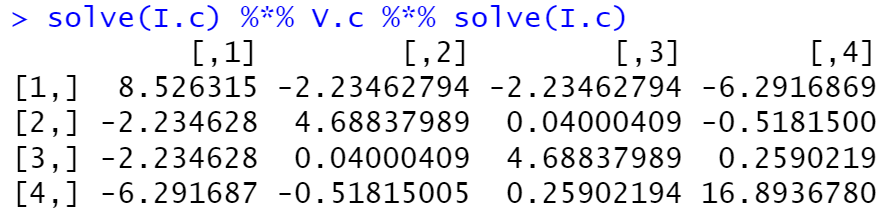 > solve(I.c) %*% V.c %*% solve(I.c)
[,1] [,2] [,3] [,4]
[1,] 8.526315 -2.23462794 -2.23462794 -6.2916869
[2,] -2.234628 4.68837989 0.04000409 -0.5181500
[3,] -2.234628 0.04000409 4.68837989 0.2590219
[4,] -6.291687 -0.51815005 0.25902194 16.8936780